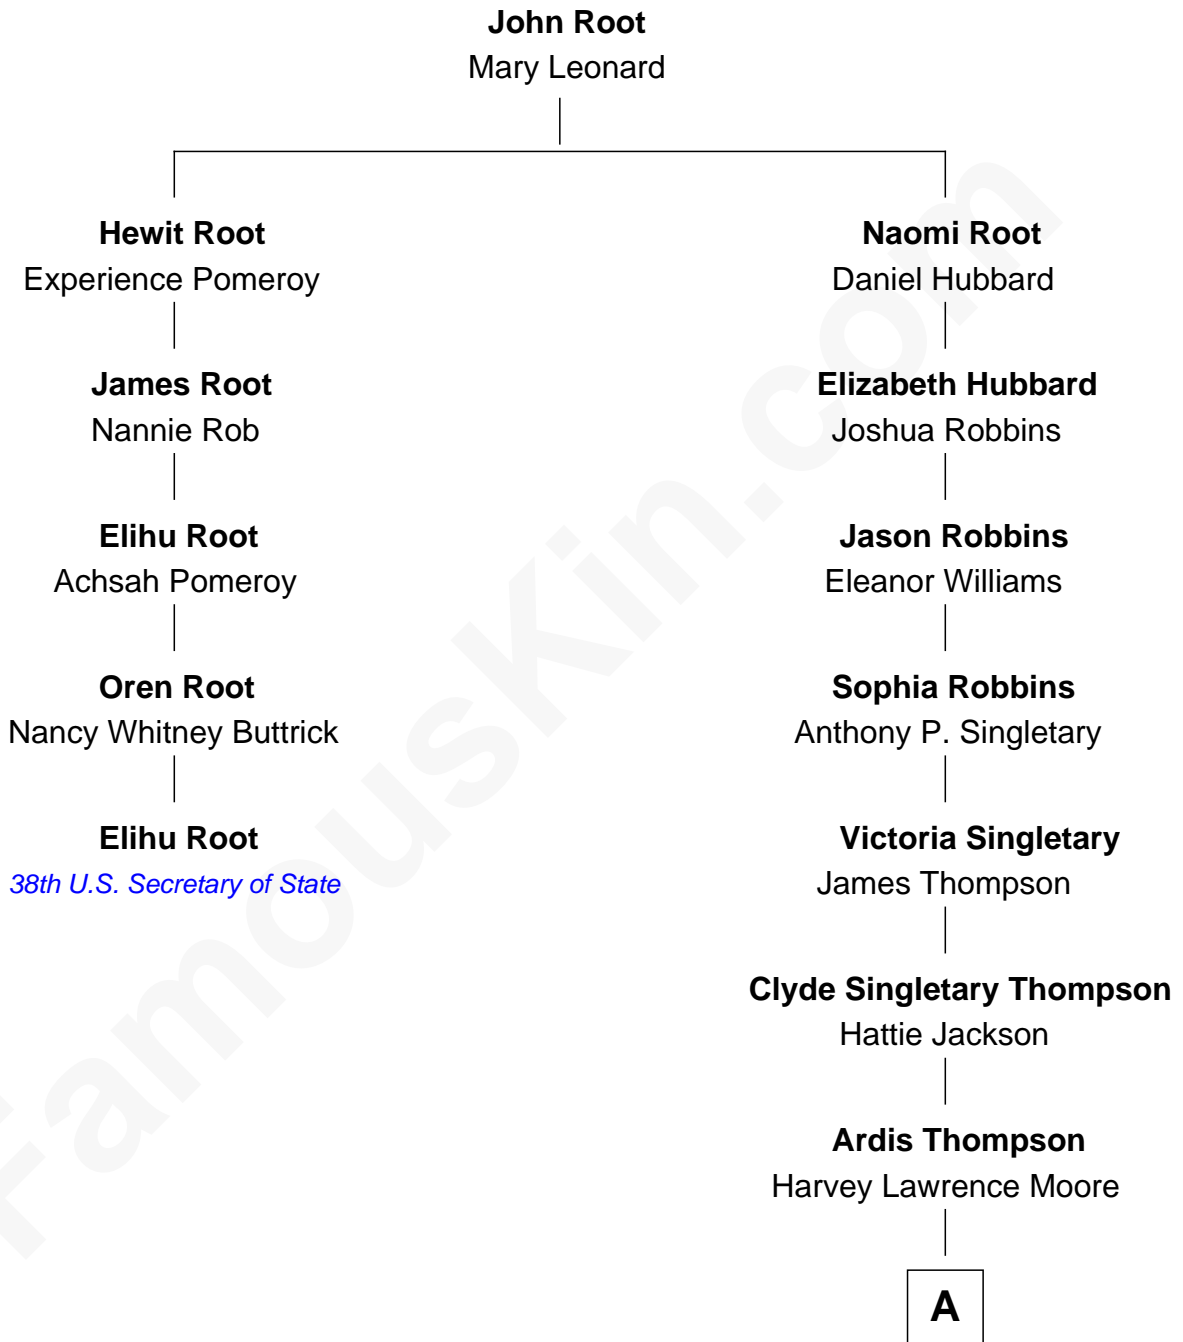 John Root
Mary Leonard
Hewit Root
Experience Pomeroy
James Root
Nannie Rob
Elihu Root
Achsah Pomeroy
Oren Root
Nancy Whitney Buttrick
Elihu Root
38th U.S. Secretary of State
Naomi Root
Daniel Hubbard
Elizabeth Hubbard
Joshua Robbins
Jason Robbins
Eleanor Williams
Sophia Robbins
Anthony P. Singletary
Victoria Singletary
James Thompson
Clyde Singletary Thompson
Hattie Jackson
Ardis Thompson
Harvey Lawrence Moore
A
FamousKin.com